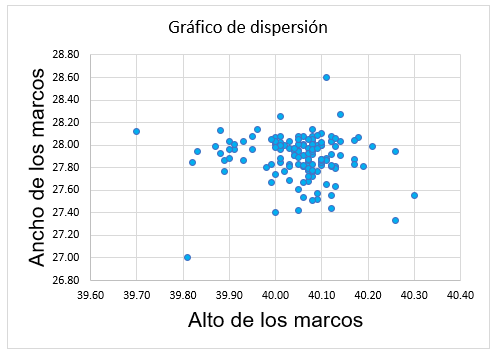 Gráfico de dispersión
28.80
28.60
28.40
28.20
28.00
27.80
27.60
27.40
27.20
27.00
26.80
Ancho de los marcos
39.60 39.70 39.80 39.90 40.00 40.10 40.20 40.30 40.40
Alto de los marcos